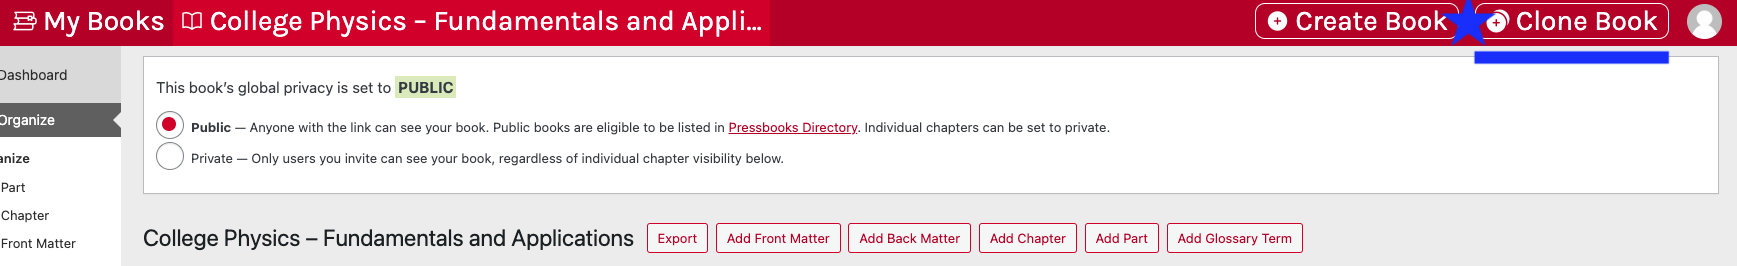 My Books College Physics – Fundamentals and Appli... Create Book Clone Book
Dashboard
This book's global privacy is set to PUBLIC
Organize
Public — Anyone with the link can see your book. Public books are eligible to be listed in Pressbooks Directory. Individual chapters can be set to private.
anize
Private — Only users you invite can see your book, regardless of individual chapter visibility below.
Part
Chapter
Front Matter
College Physics – Fundamentals and Applications Export Add Front Matter Add Back Matter Add Chapter Add Part Add Glossary Term